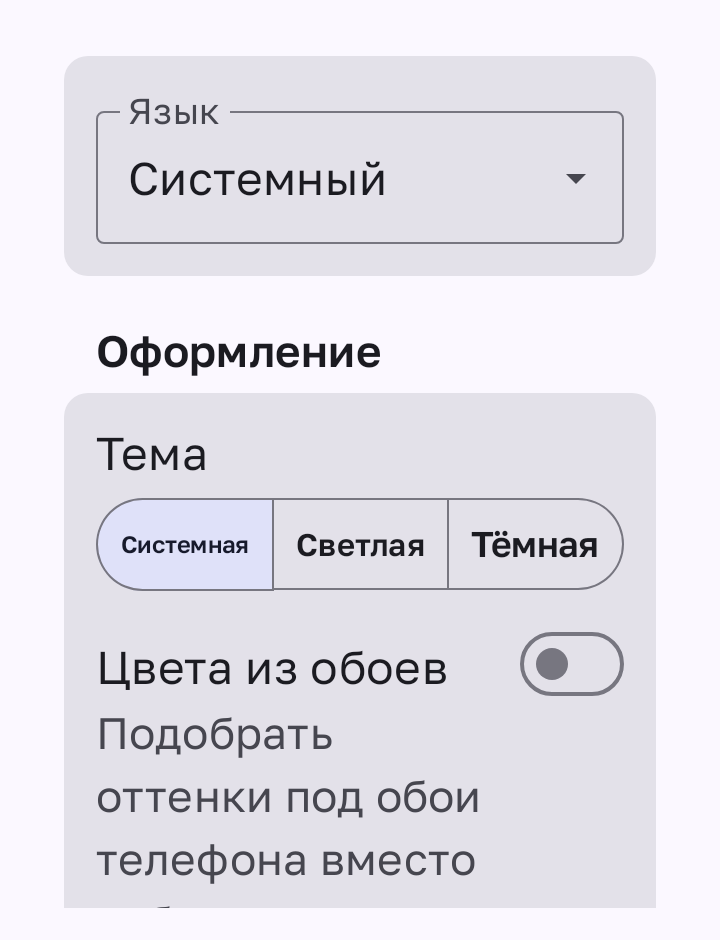 Язык
Системный
Оформление
Тема
Системная Светлая Тёмная
Цвета из обоев
Подобрать
оттенки под обои
телефона вместо